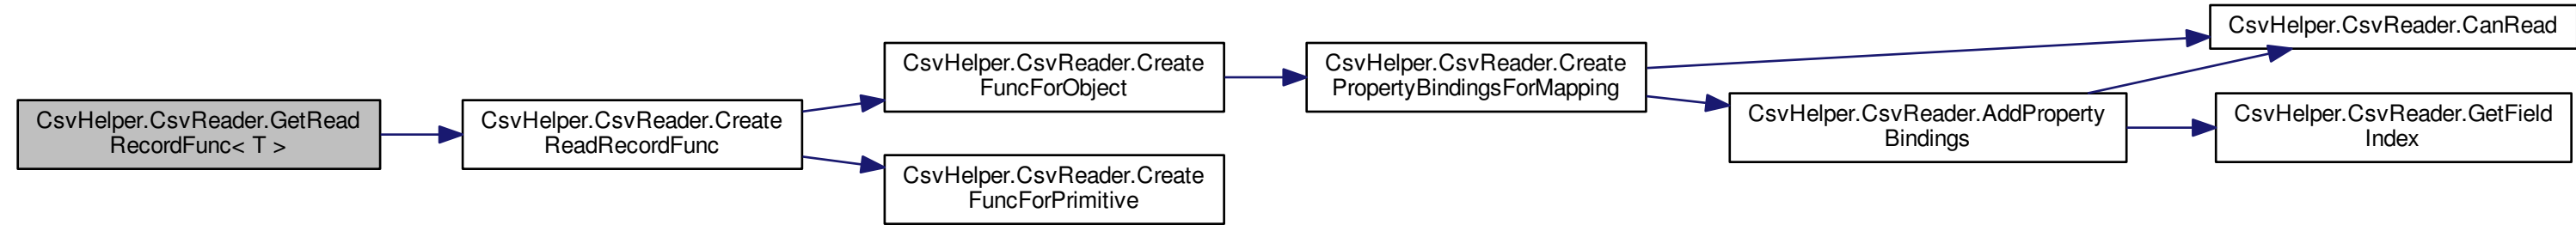 CsvHelper.CsvReader.GetRead
RecordFunc< T >
CsvHelper.CsvReader.Create
ReadRecordFunc
CsvHelper.CsvReader.Create
FuncForObject
CsvHelper.CsvReader.Create
FuncForPrimitive
CsvHelper.CsvReader.Create
PropertyBindingsForMapping
CsvHelper.CsvReader.AddProperty
Bindings
CsvHelper.CsvReader.CanRead
CsvHelper.CsvReader.GetField
Index